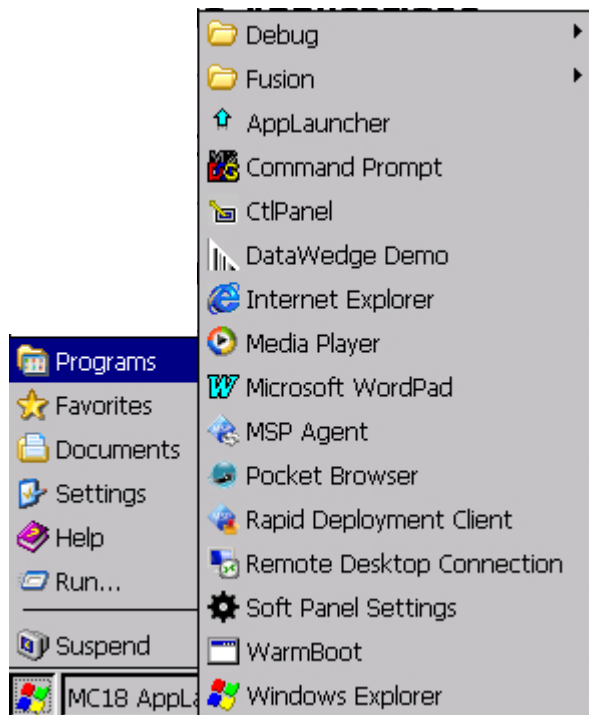 Debug
Fusion
AppLauncher
Command Prompt
CtlPanel
DataWedge Demo
Internet Explorer
Media Player
Microsoft WordPad
MSP Agent
Pocket Browser
Rapid Deployment Client
Remote Desktop Connection
Soft Panel Settings
WarmBoot
Windows Explorer
Programs
Favorites
Documents
Settings
Help
Run...
Suspend
MC18